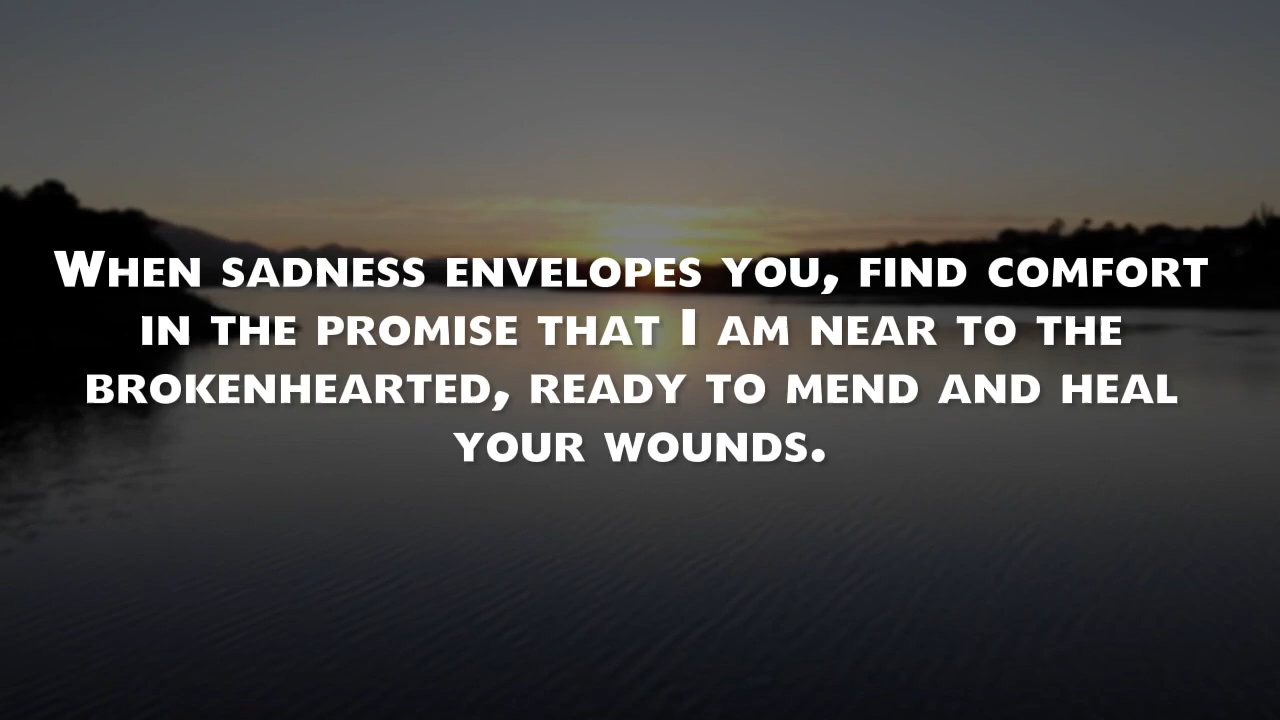 When sadness envelopes you, find comfort
in the promise that I am near to the
brokenhearted, ready to mend and heal
your wounds.